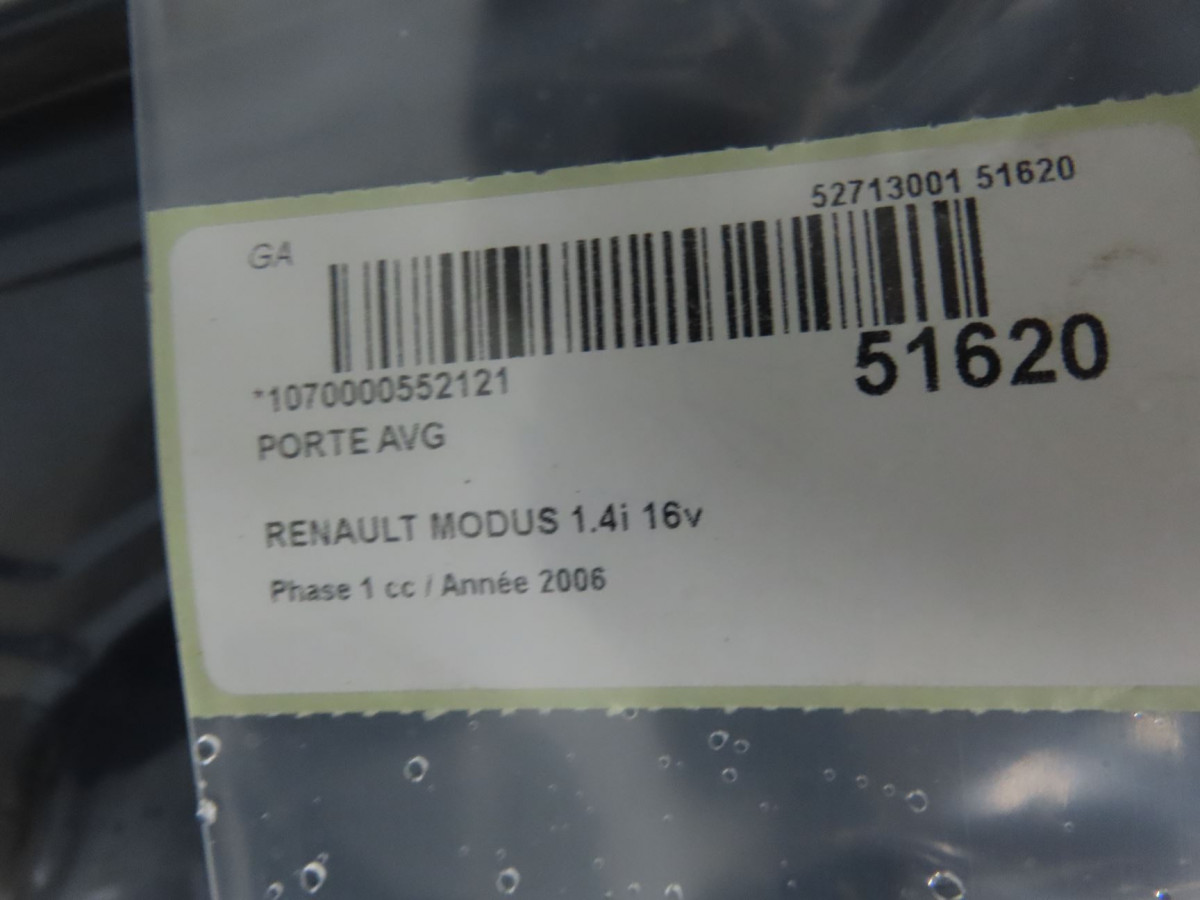 52713001 51620
GA
51620
*1070000552121
PORTE AVG
RENAULT MODUS 1.4i 16v
Phase 1 cc / Année 2006